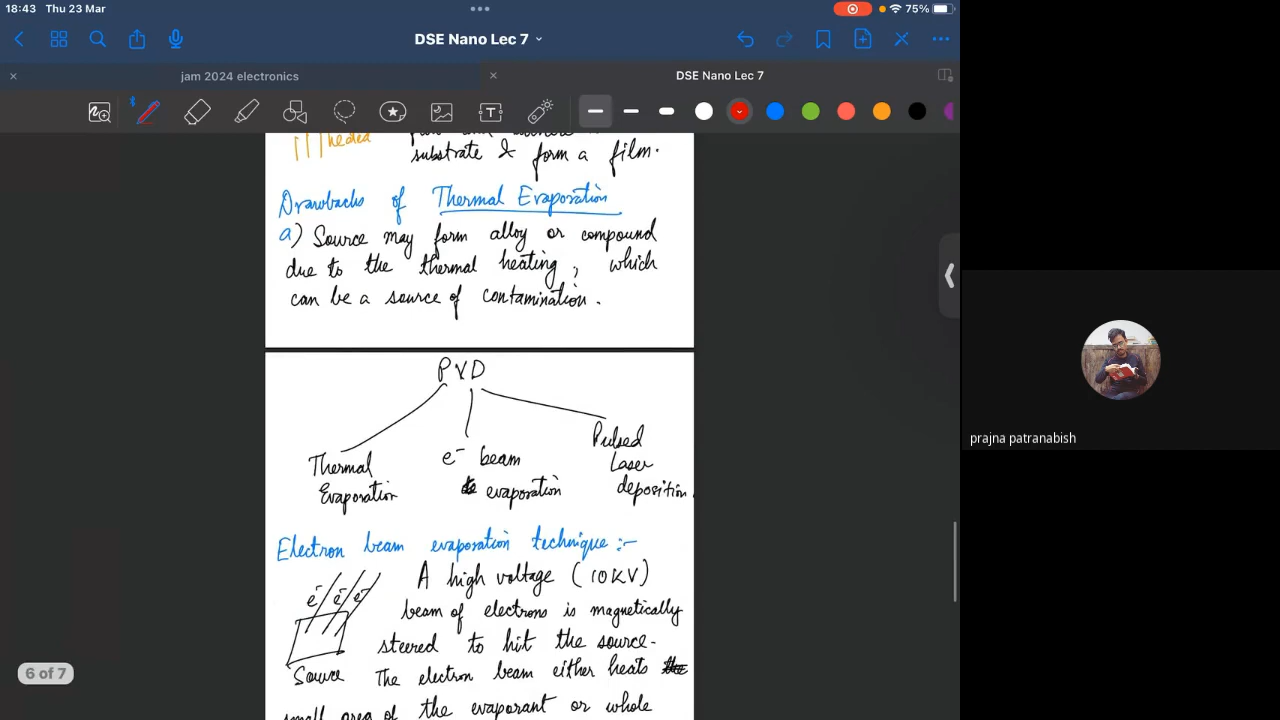 18:43 Thu 23 Mar
75%
DSE Nano Lec 7
jam 2024 electronics
DSE Nano Lec 7
heated
substrate & form a film.
Drawbacks of Thermal Evaporation
a) Source may form alloy or compound
due to the thermal heating, which
can be a source of contamination.
PVD
Thermal
Evaporation
e⁻ beam
evaporation
Pulsed
Laser
deposition.
Electron beam evaporation technique :-
e⁻ e⁻ e⁻
Source
A high voltage (10KV)
beam of electrons is magnetically
steered to hit the source.
The electron beam either heats
small area of the evaporant or whole
6 of 7
prajna patranabish